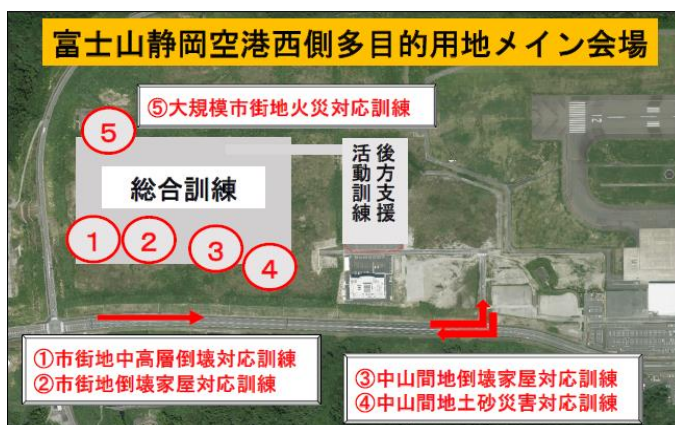 富士山静岡空港西側多目的用地メイン会場
⑤大規模市街地火災対応訓練
5
総合訓練
後方支援
活動訓練
1
2
3
4
①市街地中高層倒壊対応訓練
②市街地倒壊家屋対応訓練
③中山間地倒壊家屋対応訓練
④中山間地土砂災害対応訓練